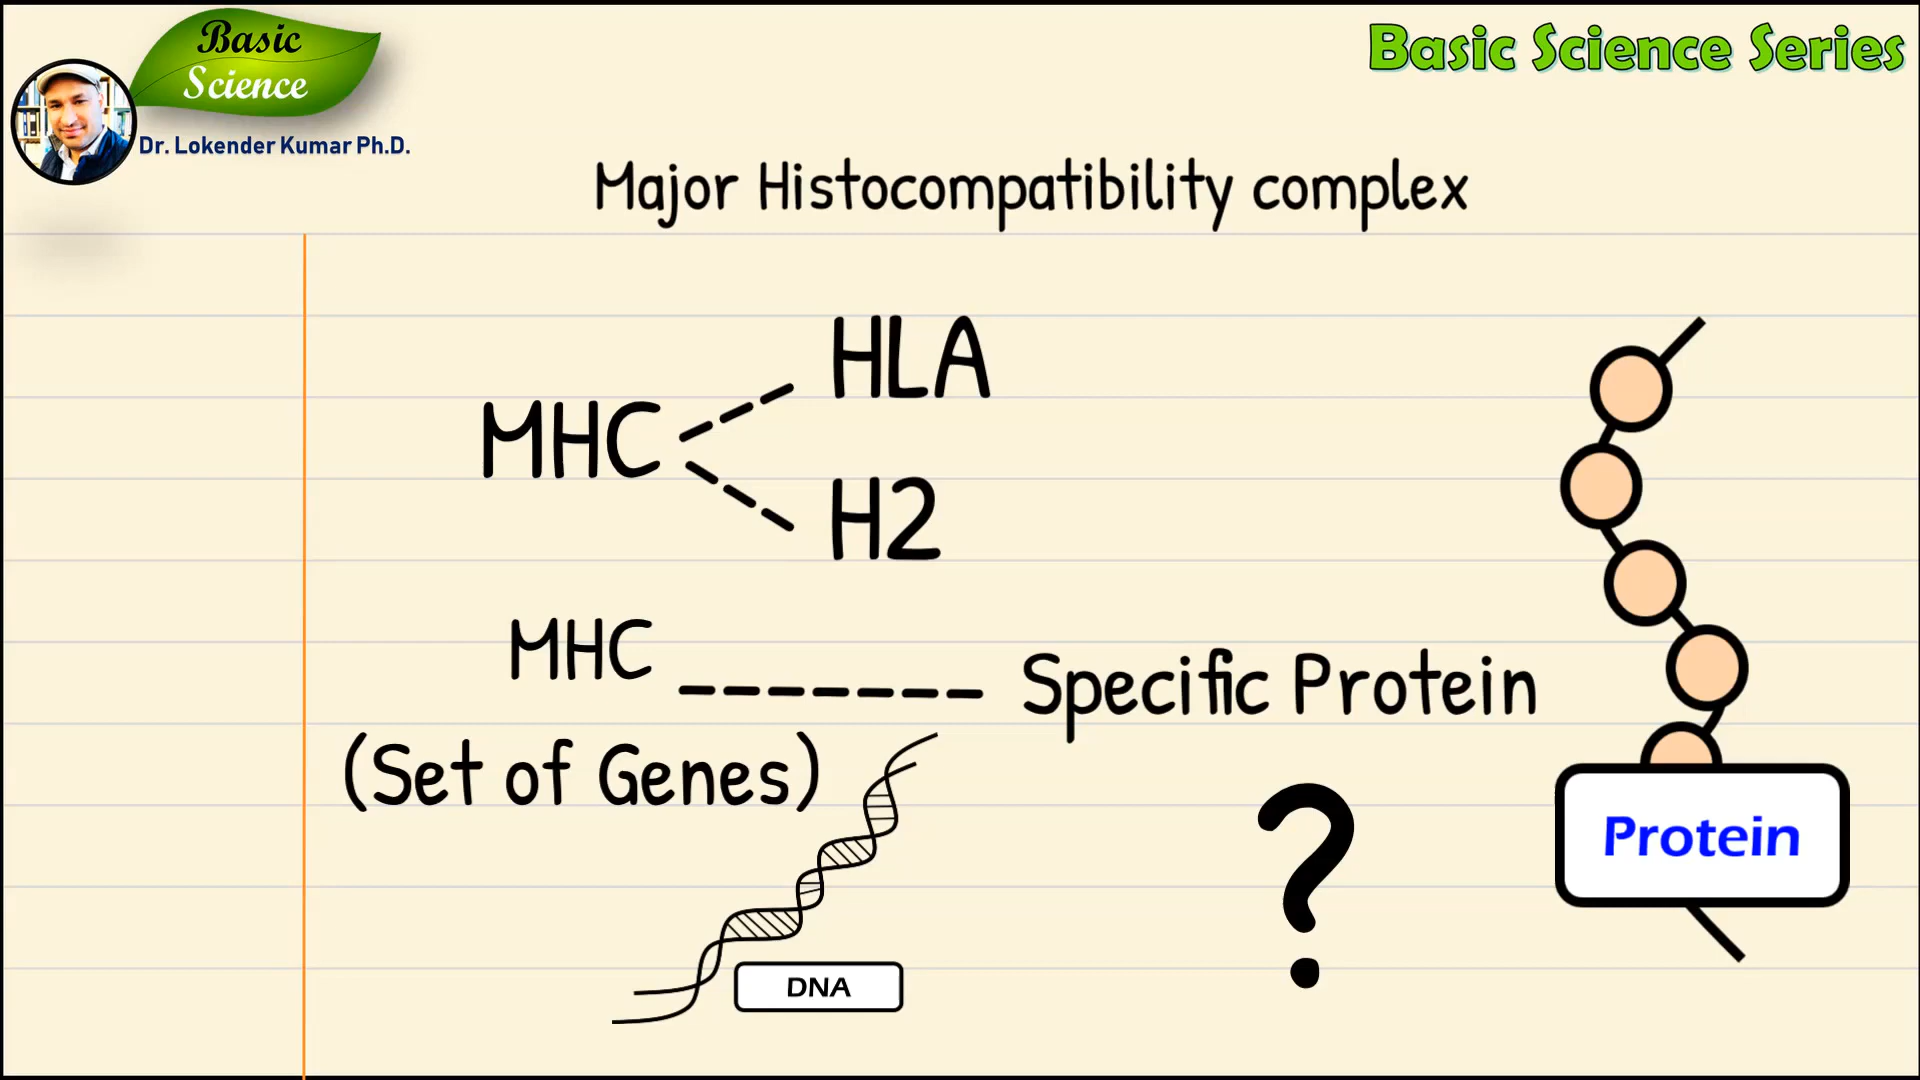 Basic
Science
Basic Science Series
Dr. Lokender Kumar Ph.D.
Major Histocompatibility complex
HLA
MHC
H2
MHC
Specific Protein
(Set of Genes)
?
Protein
DNA